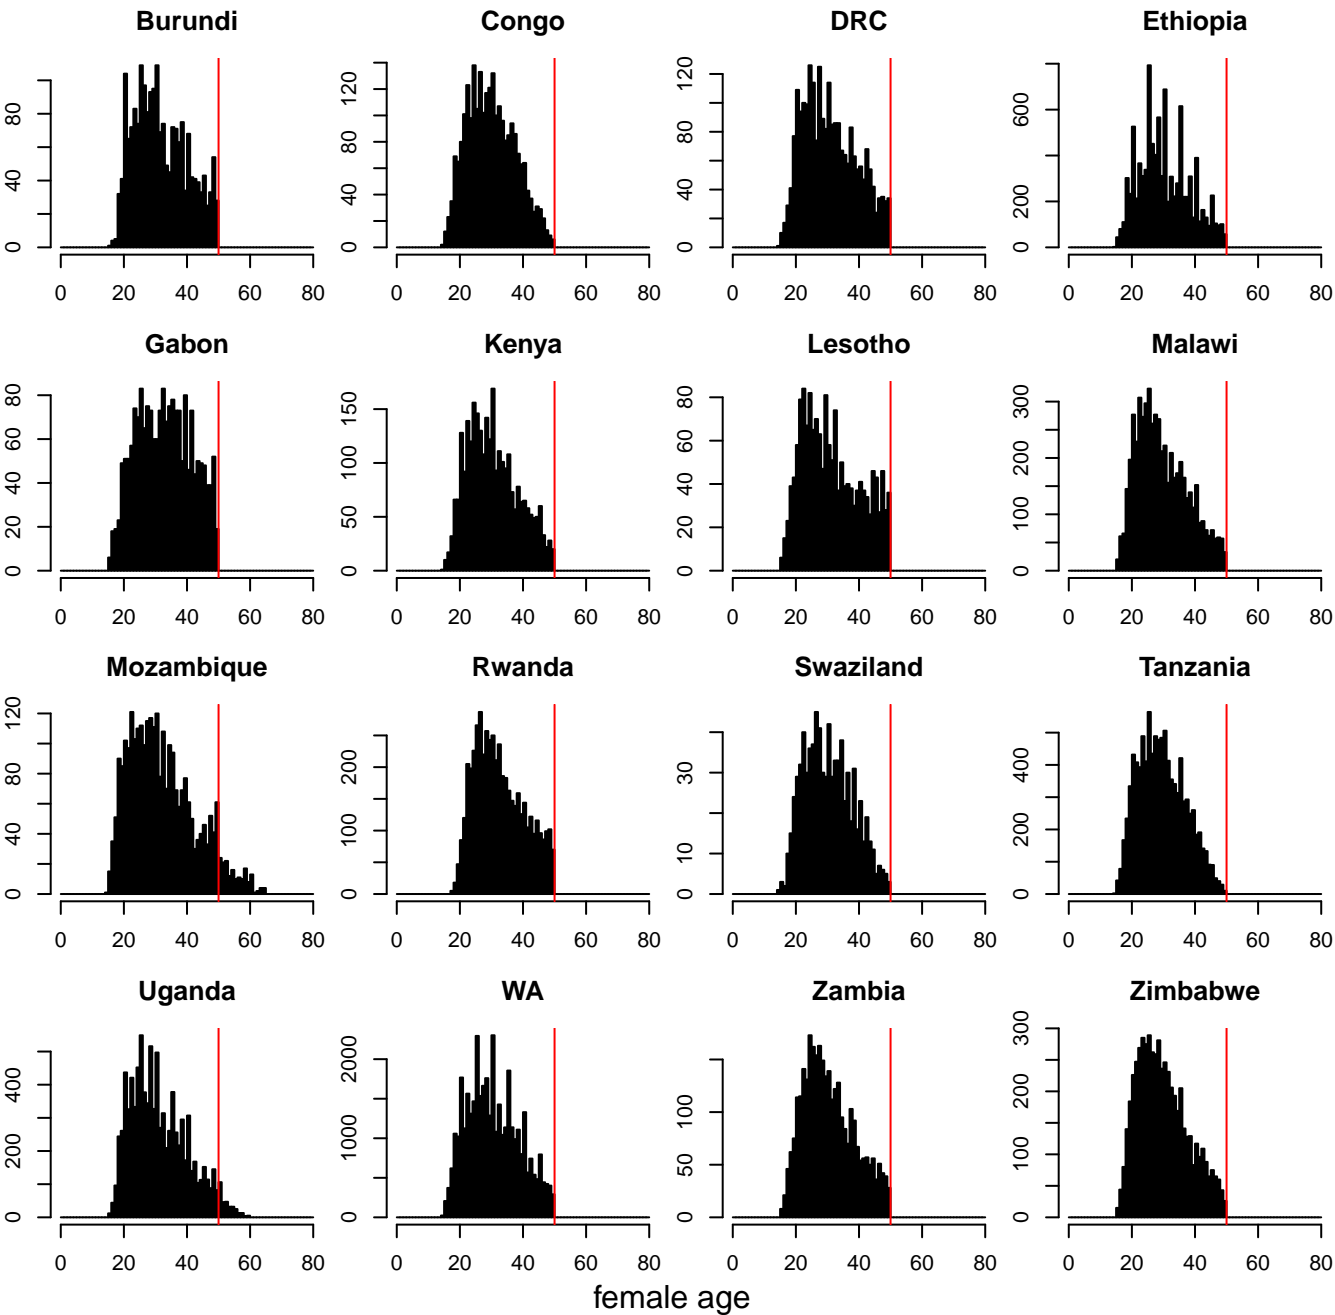 Burundi Congo DRC Ethiopia
0 40 80
0 40 80 120
0 40 80 120
0 200 600
0 20 40 60 80 0 20 40 60 80 0 20 40 60 80 0 20 40 60 80
Gabon Kenya Lesotho Malawi
0 20 40 60 80
0 50 100 150
0 20 40 60 80
0 100 200 300
0 20 40 60 80 0 20 40 60 80 0 20 40 60 80 0 20 40 60 80
Mozambique Rwanda Swaziland Tanzania
0 40 80 120
0 100 200
0 10 30
0 200 400
0 20 40 60 80 0 20 40 60 80 0 20 40 60 80 0 20 40 60 80
Uganda WA Zambia Zimbabwe
0 200 400
0 1000 2000
0 50 100
0 100 200 300
0 20 40 60 80 0 20 40 60 80 0 20 40 60 80 0 20 40 60 80
female age